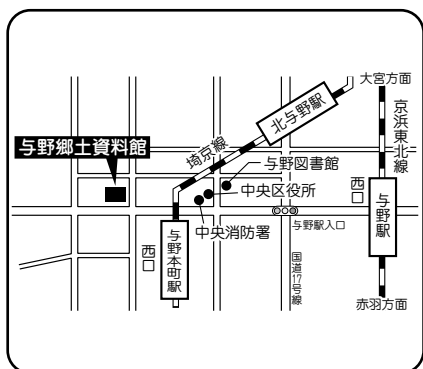 大宮方面
京浜東北線
北与野駅
埼京線
与野郷土資料館
与野図書館
中央区役所
西口
与野駅
与野駅入口
中央消防署
西口
与野本町駅
国道17号線
赤羽方面